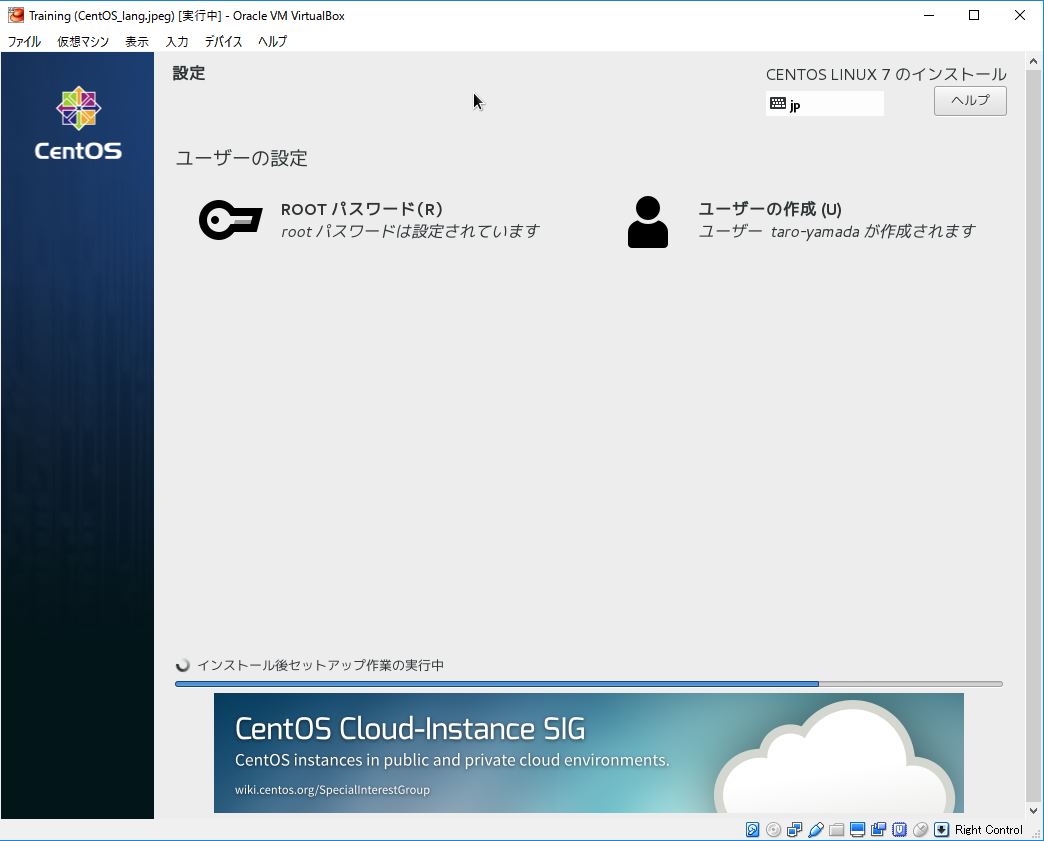 Training (CentOS_lang.jpeg) [実行中] - Oracle VM VirtualBox
ファイル 仮想マシン 表示 入力 デバイス ヘルプ
CentOS
設定
CENTOS LINUX 7 のインストール
jp
ヘルプ
ユーザーの設定
ROOT パスワード(R)
root パスワードは設定されています
ユーザーの作成 (U)
ユーザー taro-yamada が作成されます
インストール後セットアップ作業の実行中
CentOS Cloud-Instance SIG
CentOS instances in public and private cloud environments.
wiki.centos.org/SpecialInterestGroup
Right Control